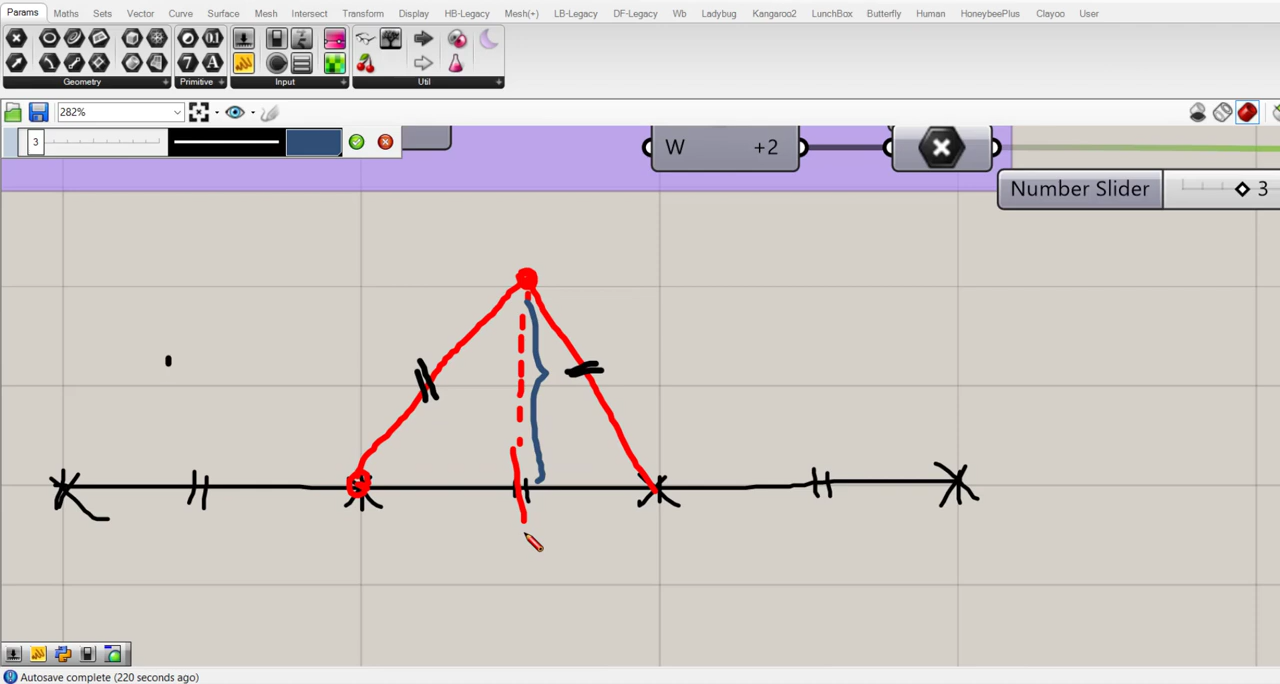 Params Maths Sets Vector Curve Surface Mesh Intersect Transform Display HB-Legacy Mesh(+) LB-Legacy DF-Legacy Wb Ladybug Kangaroo2 LunchBox Butterfly Human HoneybeePlus Clayoo User
Geometry + Primitive + Input + Util +
282%
3
W +2
Number Slider 3
Autosave complete (220 seconds ago)